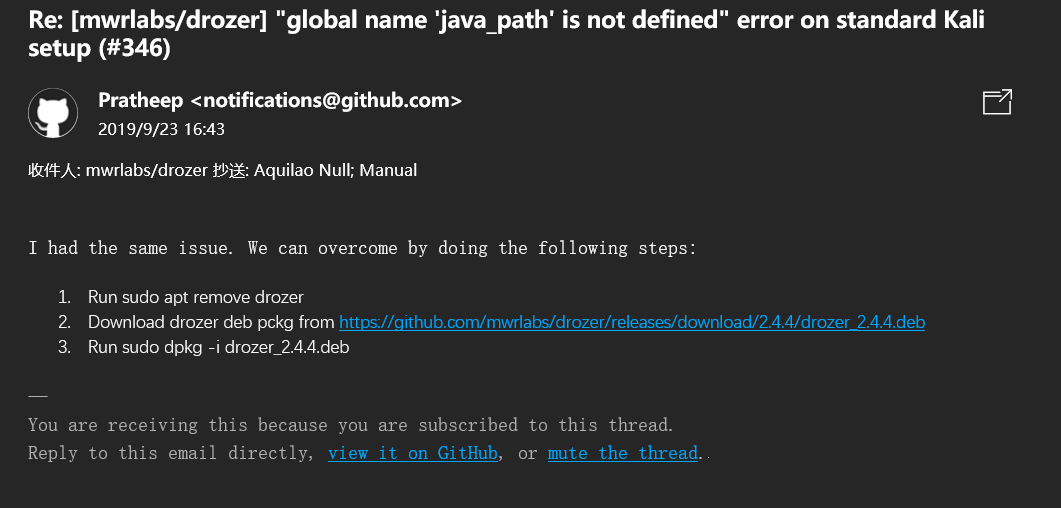 Re: [mwrlabs/drozer] "global name 'java_path' is not defined" error on standard Kali
setup (#346)
Pratheep <notifications@github.com>
2019/9/23 16:43
收件人: mwrlabs/drozer 抄送: Aquilao Null; Manual
I had the same issue. We can overcome by doing the following steps:
1. Run sudo apt remove drozer
2. Download drozer deb pckg from https://github.com/mwrlabs/drozer/releases/download/2.4.4/drozer_2.4.4.deb
3. Run sudo dpkg -i drozer_2.4.4.deb
—
You are receiving this because you are subscribed to this thread.
Reply to this email directly, view it on GitHub, or mute the thread.